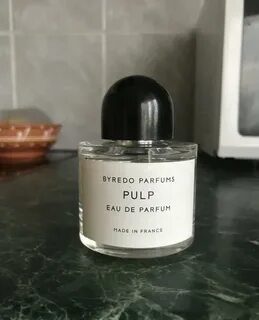 BYREDO PARFUMS
PULP
EAU DE PARFUM
MADE IN FRANCE